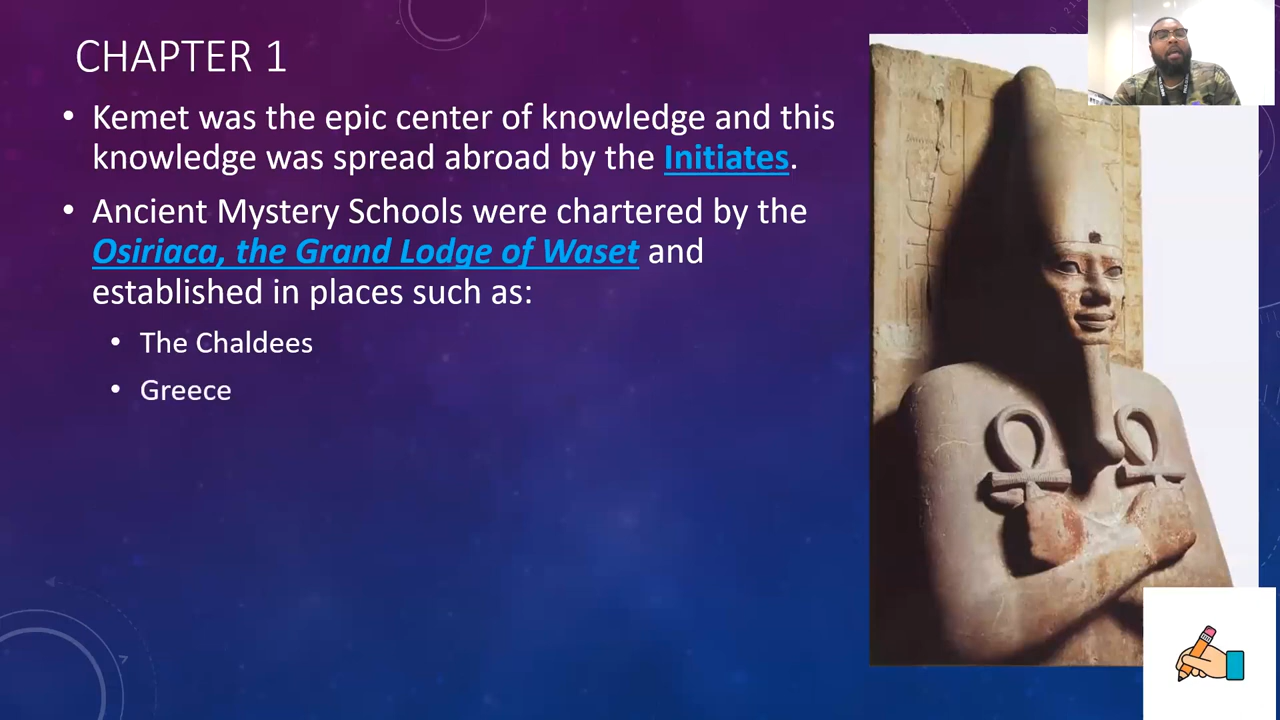 CHAPTER 1
• Kemet was the epic center of knowledge and this
knowledge was spread abroad by the Initiates.
• Ancient Mystery Schools were chartered by the
Osiriaca, the Grand Lodge of Waset and
established in places such as:
• The Chaldees
• Greece